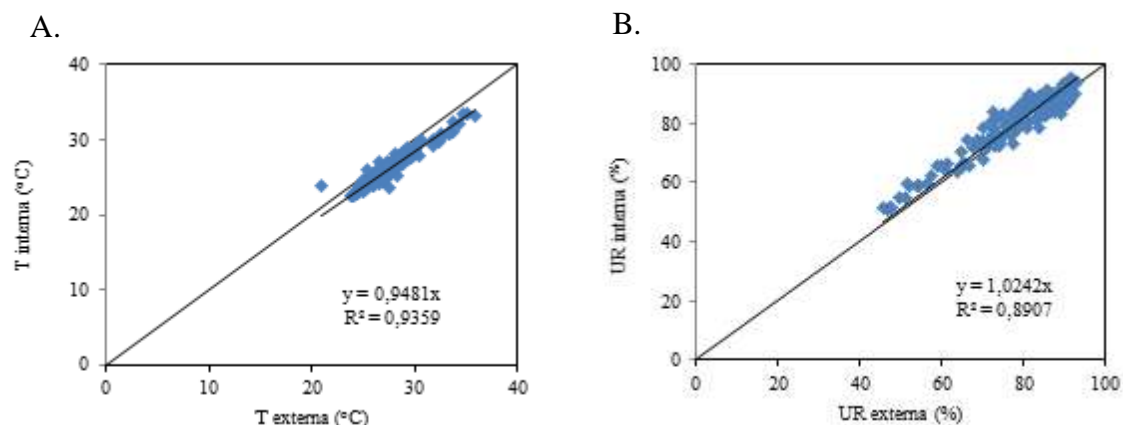 A.
40
30
20
10
0
0
10
20
30
40
T interna (°C)
T externa (°C)
y = 0,9481x
R² = 0,9359
B.
100
80
60
40
20
0
0
20
40
60
80
100
UR interna (%)
UR externa (%)
y = 1,0242x
R² = 0,8907